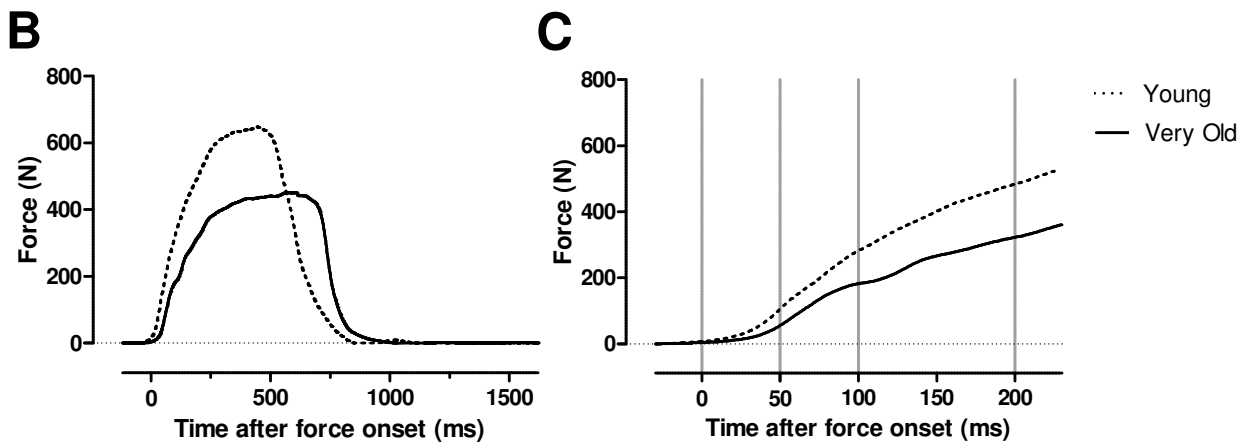 B
800
600
400
200
0
Force (N)
0
500
1000
1500
Time after force onset (ms)
C
800
600
400
200
0
Force (N)
0
50
100
150
200
Time after force onset (ms)
Young
Very Old